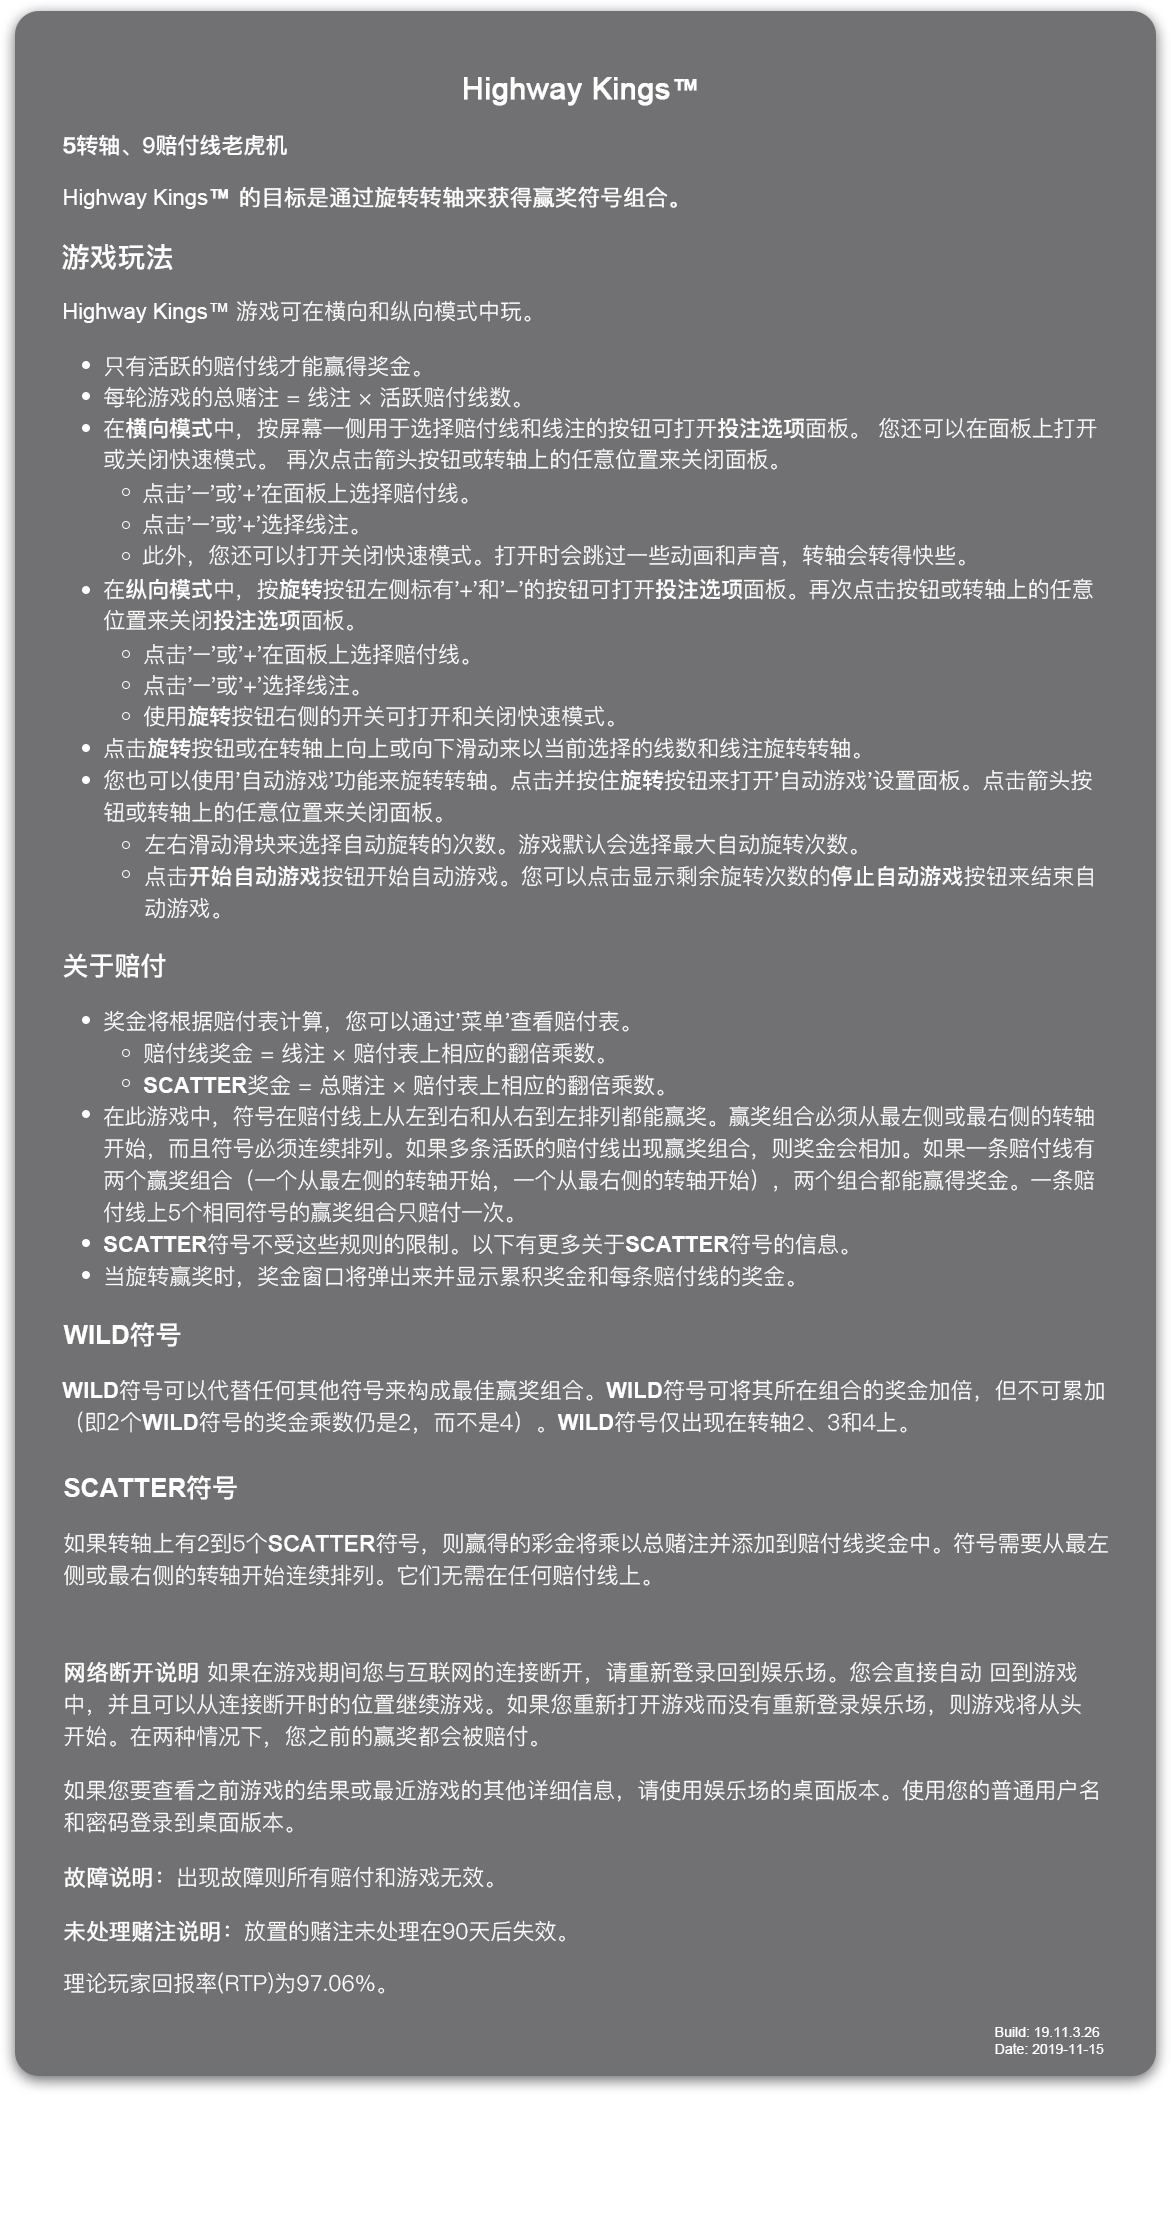 Highway Kings™
5转轴、9赔付线老虎机
Highway Kings™ 的目标是通过旋转转轴来获得赢奖符号组合。
游戏玩法
Highway Kings™ 游戏可在横向和纵向模式中玩。
• 只有活跃的赔付线才能赢得奖金。
• 每轮游戏的总赌注 = 线注 × 活跃赔付线数。
• 在横向模式中，按屏幕一侧用于选择赔付线和线注的按钮可打开投注选项面板。 您还可以在面板上打开
或关闭快速模式。 再次点击箭头按钮或转轴上的任意位置来关闭面板。
○ 点击’—’或’+’在面板上选择赔付线。
○ 点击’—’或’+’选择线注。
○ 此外，您还可以打开关闭快速模式。打开时会跳过一些动画和声音，转轴会转得快些。
• 在纵向模式中，按旋转按钮左侧标有’+’和’–’的按钮可打开投注选项面板。再次点击按钮或转轴上的任意
位置来关闭投注选项面板。
○ 点击’—’或’+’在面板上选择赔付线。
○ 点击’—’或’+’选择线注。
○ 使用旋转按钮右侧的开关可打开和关闭快速模式。
• 点击旋转按钮或在转轴上向上或向下滑动来以当前选择的线数和线注旋转转轴。
• 您也可以使用’自动游戏’功能来旋转转轴。点击并按住旋转按钮来打开’自动游戏’设置面板。点击箭头按
钮或转轴上的任意位置来关闭面板。
○ 左右滑动滑块来选择自动旋转的次数。游戏默认会选择最大自动旋转次数。
○ 点击开始自动游戏按钮开始自动游戏。您可以点击显示剩余旋转次数的停止自动游戏按钮来结束自
动游戏。
关于赔付
• 奖金将根据赔付表计算，您可以通过’菜单’查看赔付表。
○ 赔付线奖金 = 线注 × 赔付表上相应的翻倍乘数。
○ SCATTER奖金 = 总赌注 × 赔付表上相应的翻倍乘数。
• 在此游戏中，符号在赔付线上从左到右和从右到左排列都能赢奖。赢奖组合必须从最左侧或最右侧的转轴
开始，而且符号必须连续排列。如果多条活跃的赔付线出现赢奖组合，则奖金会相加。如果一条赔付线有
两个赢奖组合（一个从最左侧的转轴开始，一个从最右侧的转轴开始），两个组合都能赢得奖金。一条赔
付线上5个相同符号的赢奖组合只赔付一次。
• SCATTER符号不受这些规则的限制。以下有更多关于SCATTER符号的信息。
• 当旋转赢奖时，奖金窗口将弹出来并显示累积奖金和每条赔付线的奖金。
WILD符号
WILD符号可以代替任何其他符号来构成最佳赢奖组合。WILD符号可将其所在组合的奖金加倍，但不可累加
（即2个WILD符号的奖金乘数仍是2，而不是4）。WILD符号仅出现在转轴2、3和4上。
SCATTER符号
如果转轴上有2到5个SCATTER符号，则赢得的彩金将乘以总赌注并添加到赔付线奖金中。符号需要从最左
侧或最右侧的转轴开始连续排列。它们无需在任何赔付线上。
网络断开说明 如果在游戏期间您与互联网的连接断开，请重新登录回到娱乐场。您会直接自动 回到游戏
中，并且可以从连接断开时的位置继续游戏。如果您重新打开游戏而没有重新登录娱乐场，则游戏将从头
开始。在两种情况下，您之前的赢奖都会被赔付。
如果您要查看之前游戏的结果或最近游戏的其他详细信息，请使用娱乐场的桌面版本。使用您的普通用户名
和密码登录到桌面版本。
故障说明：出现故障则所有赔付和游戏无效。
未处理赌注说明：放置的赌注未处理在90天后失效。
理论玩家回报率(RTP)为97.06%。
Build: 19.11.3.26
Date: 2019-11-15